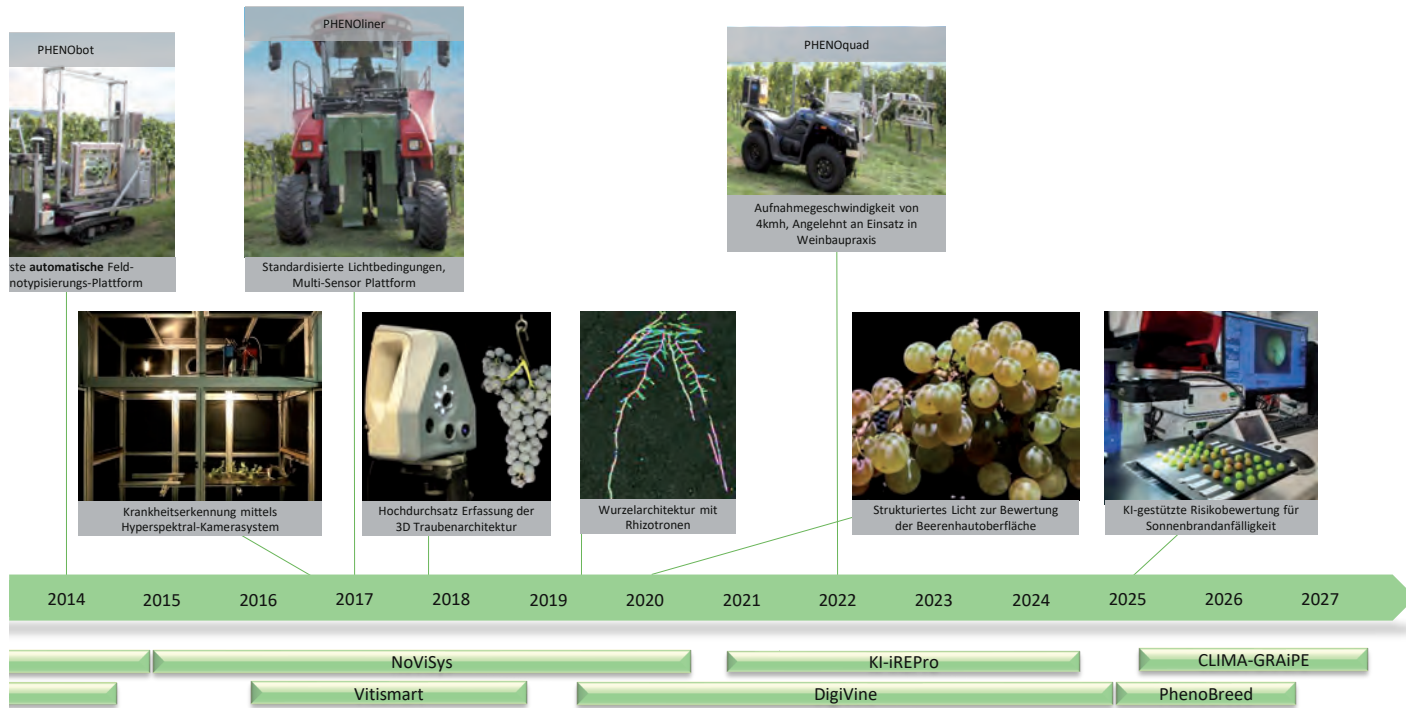 PHENObot
PHENOliner
PHENOquad
ste automatische Feld-
notypisierungs-Plattform
Standardisierte Lichtbedingungen,
Multi-Sensor Plattform
Aufnahmegeschwindigkeit von
4kmh, Angelehnt an Einsatz in
Weinbaupraxis
Krankheitserkennung mittels
Hyperspektral-Kamerasystem
Hochdurchsatz Erfassung der
3D Traubenarchitektur
Wurzelarchitektur mit
Rhizotronen
Strukturiertes Licht zur Bewertung
der Beerenhautoberfläche
KI-gestützte Risikobewertung für
Sonnenbrandanfälligkeit
2014 2015 2016 2017 2018 2019 2020 2021 2022 2023 2024 2025 2026 2027
NoViSys KI-iREPro CLIMA-GRAiPE
Vitismart DigiVine PhenoBreed